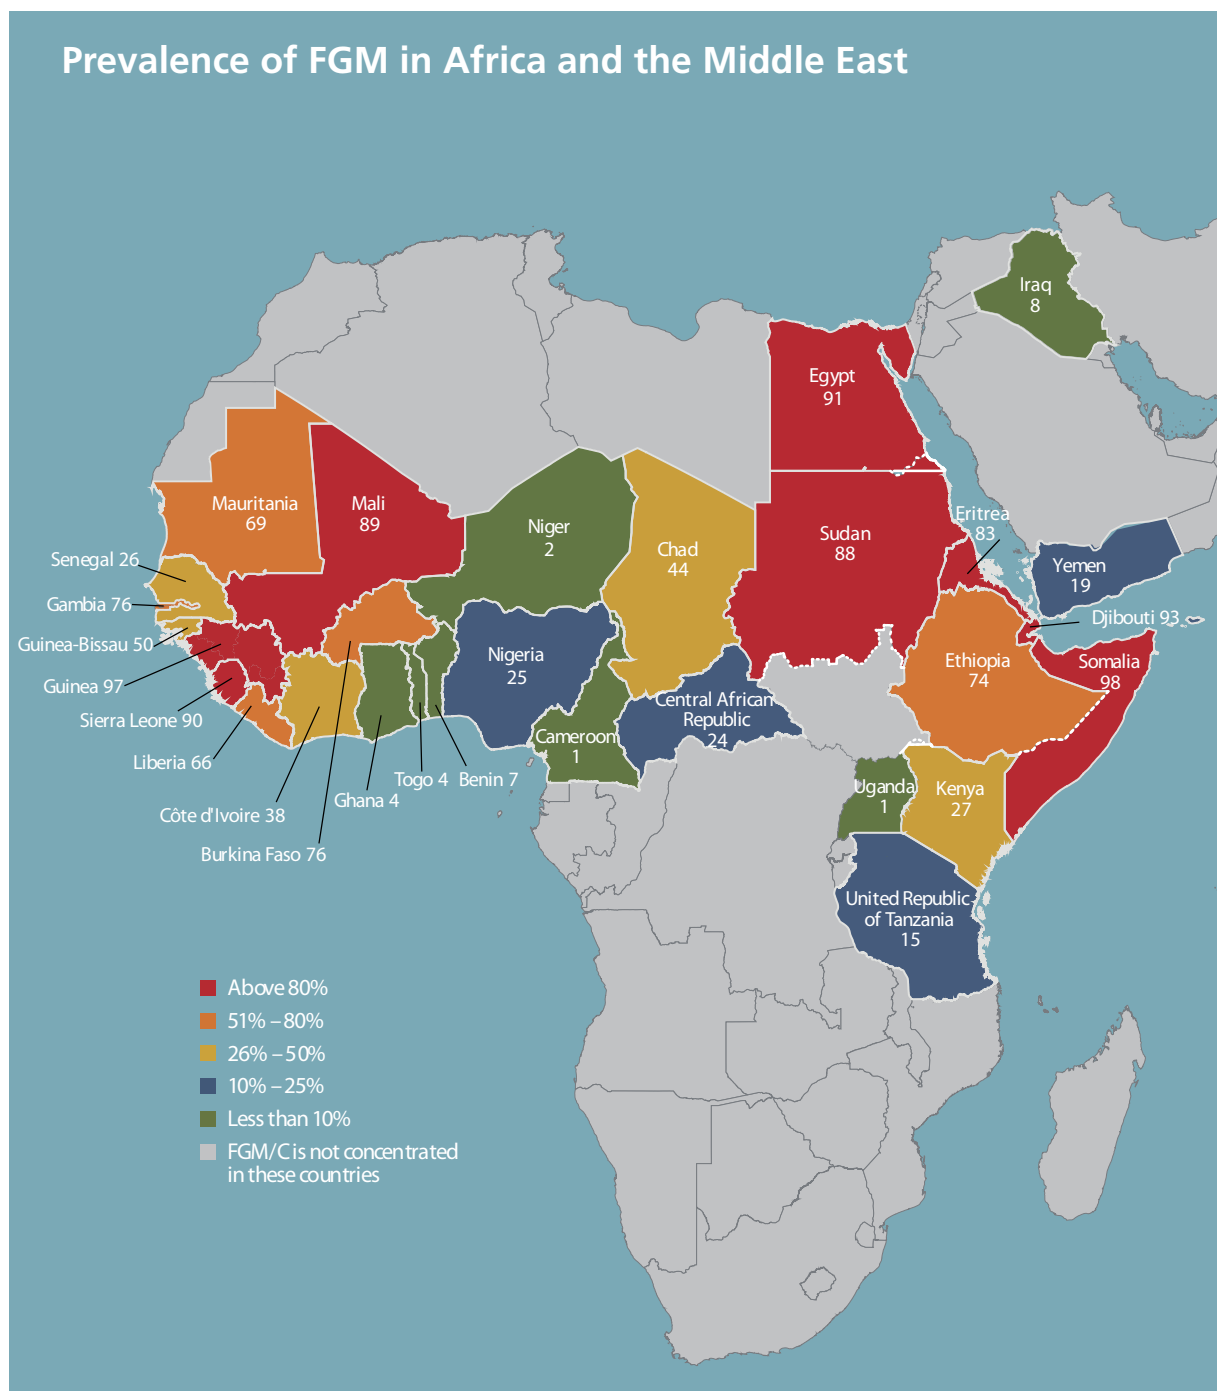 Prevalence of FGM in Africa and the Middle East
Iraq
8
Egypt
91
Mauritania
69
Mali
89
Niger
2
Chad
44
Sudan
88
Eritrea
83
Yemen
19
Senegal 26
Gambia 76
Guinea-Bissau 50
Guinea 97
Sierra Leone 90
Liberia 66
Côte d'Ivoire 38
Burkina Faso 76
Ghana 4
Togo 4
Benin 7
Nigeria
25
Cameroon
1
Central African
Republic
24
Djibouti 93
Ethiopia
74
Somalia
98
Uganda
1
Kenya
27
United Republic
of Tanzania
15
Above 80%
51% – 80%
26% – 50%
10% – 25%
Less than 10%
FGM/C is not concentrated
in these countries